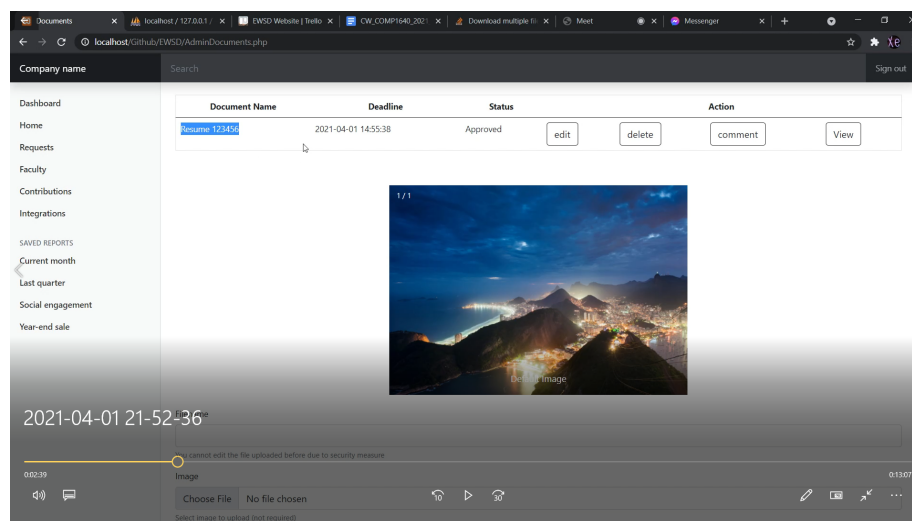 Documents
localhost / 127.0.0.1 /
EWSD Website | Trello
CW_COMP1640_2021
Download multiple fil
Meet
Messenger
localhost/Github/EWSD/AdminDocuments.php
Company name
Search
Sign out
Dashboard
Home
Requests
Faculty
Contributions
Integrations
SAVED REPORTS
Current month
Last quarter
Social engagement
Year-end sale
Document Name Deadline Status Action
Resume 123456 2021-04-01 14:55:38 Approved edit delete comment View
1 / 1
Image
2021-04-01 21-52-36
You cannot edit the file uploaded before due to security measure
0:02:39
0:13:07
Image
Choose File No file chosen
10
30
Select image to upload (not required)